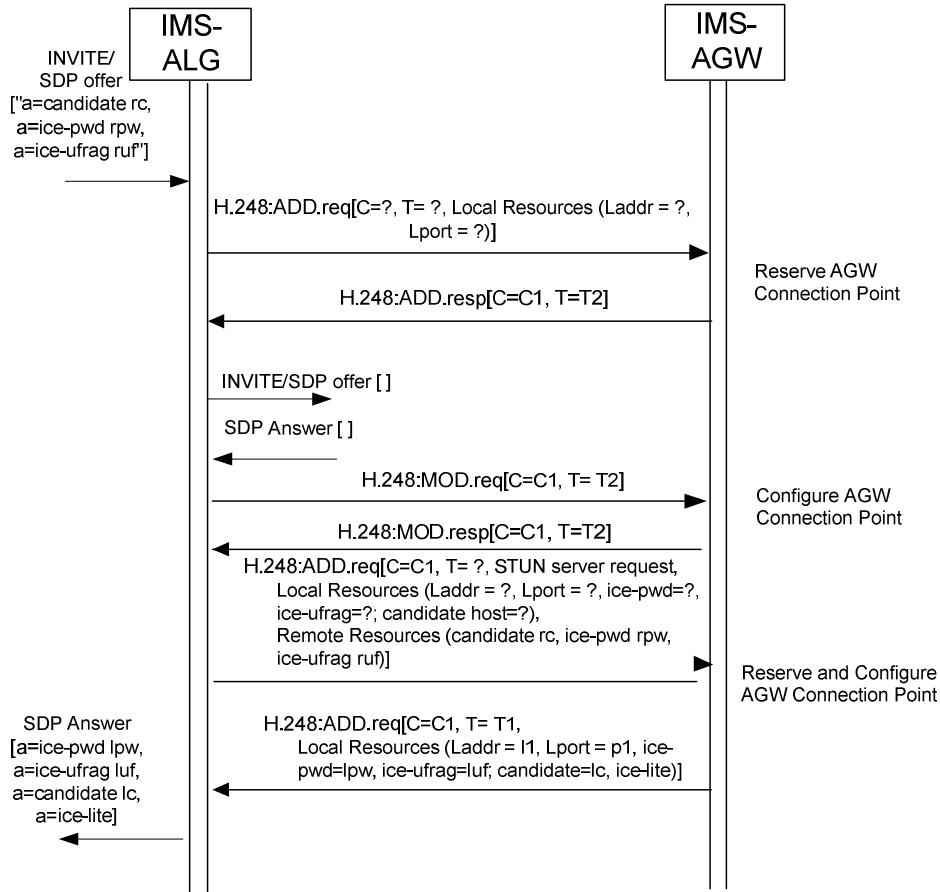 IMS-
ALG
IMS-
AGW
INVITE/
SDP offer
["a=candidate rc,
a=ice-pwd rpw,
a=ice-ufrag ruf"]
H.248:ADD.req[C=?, T= ?, Local Resources (Laddr = ?,
Lport = ?)]
Reserve AGW
Connection Point
H.248:ADD.resp[C=C1, T=T2]
INVITE/SDP offer [ ]
SDP Answer [ ]
H.248:MOD.req[C=C1, T= T2]
Configure AGW
Connection Point
H.248:MOD.resp[C=C1, T=T2]
H.248:ADD.req[C=C1, T= ?, STUN server request,
Local Resources (Laddr = ?, Lport = ?, ice-pwd=?,
ice-ufrag=?; candidate host=?),
Remote Resources (candidate rc, ice-pwd rpw,
ice-ufrag ruf)]
Reserve and Configure
AGW Connection Point
H.248:ADD.req[C=C1, T= T1,
Local Resources (Laddr = l1, Lport = p1, ice-
pwd=lpw, ice-ufrag=luf; candidate=lc, ice-lite)]
SDP Answer
[a=ice-pwd lpw,
a=ice-ufrag luf,
a=candidate lc,
a=ice-lite]